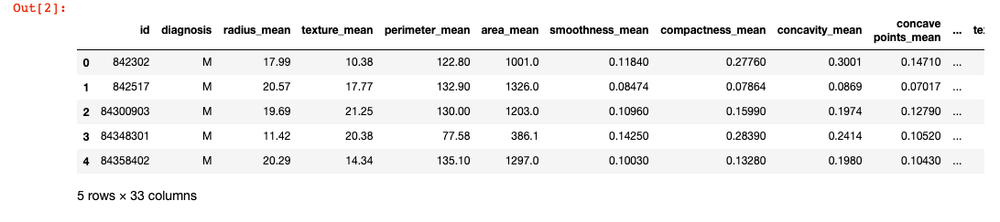 Out[2]:
id diagnosis radius_mean texture_mean perimeter_mean area_mean smoothness_mean compactness_mean concavity_mean concave points_mean ... te
0 842302 M 17.99 10.38 122.80 1001.0 0.11840 0.27760 0.3001 0.14710 ...
1 842517 M 20.57 17.77 132.90 1326.0 0.08474 0.07864 0.0869 0.07017 ...
2 84300903 M 19.69 21.25 130.00 1203.0 0.10960 0.15990 0.1974 0.12790 ...
3 84348301 M 11.42 20.38 77.58 386.1 0.14250 0.28390 0.2414 0.10520 ...
4 84358402 M 20.29 14.34 135.10 1297.0 0.10030 0.13280 0.1980 0.10430 ...
5 rows × 33 columns